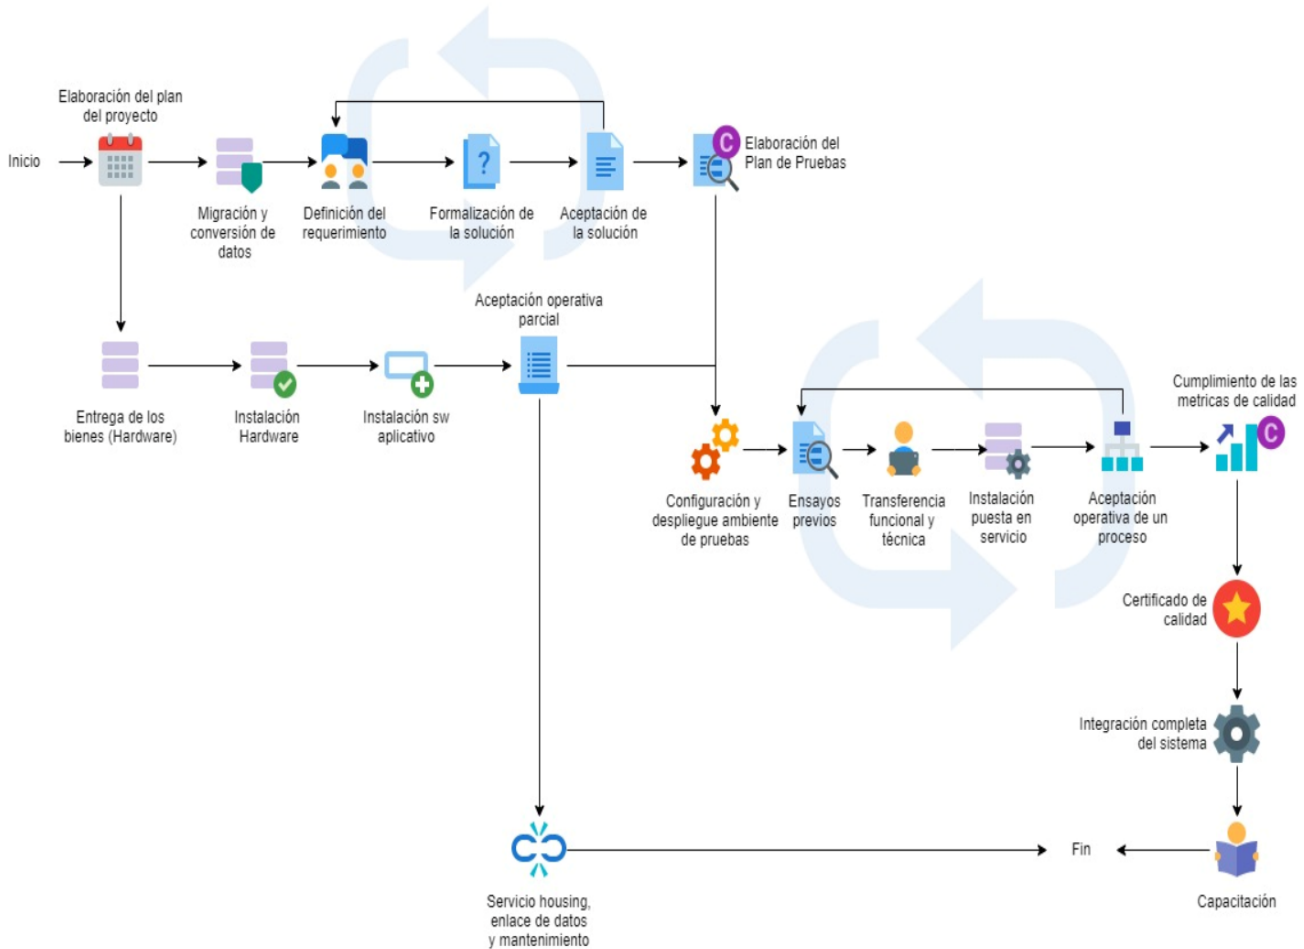 Elaboración del plan
del proyecto
Inicio
Migración y
conversión de
datos
Definición del
requerimiento
Formalización de
la solución
?
Aceptación de
la solución
C
Elaboración del
Plan de Pruebas
Entrega de los
bienes (Hardware)
Instalación
Hardware
Instalación sw
aplicativo
Aceptación operativa
parcial
Configuración y
despliegue ambiente
de pruebas
Ensayos
previos
Transferencia
funcional y
técnica
Instalación
puesta en
servicio
Aceptación
operativa de un
proceso
Cumplimiento de las
metricas de calidad
C
Certificado de
calidad
Integración completa
del sistema
Capacitación
Fin
Servicio housing,
enlace de datos
y mantenimiento